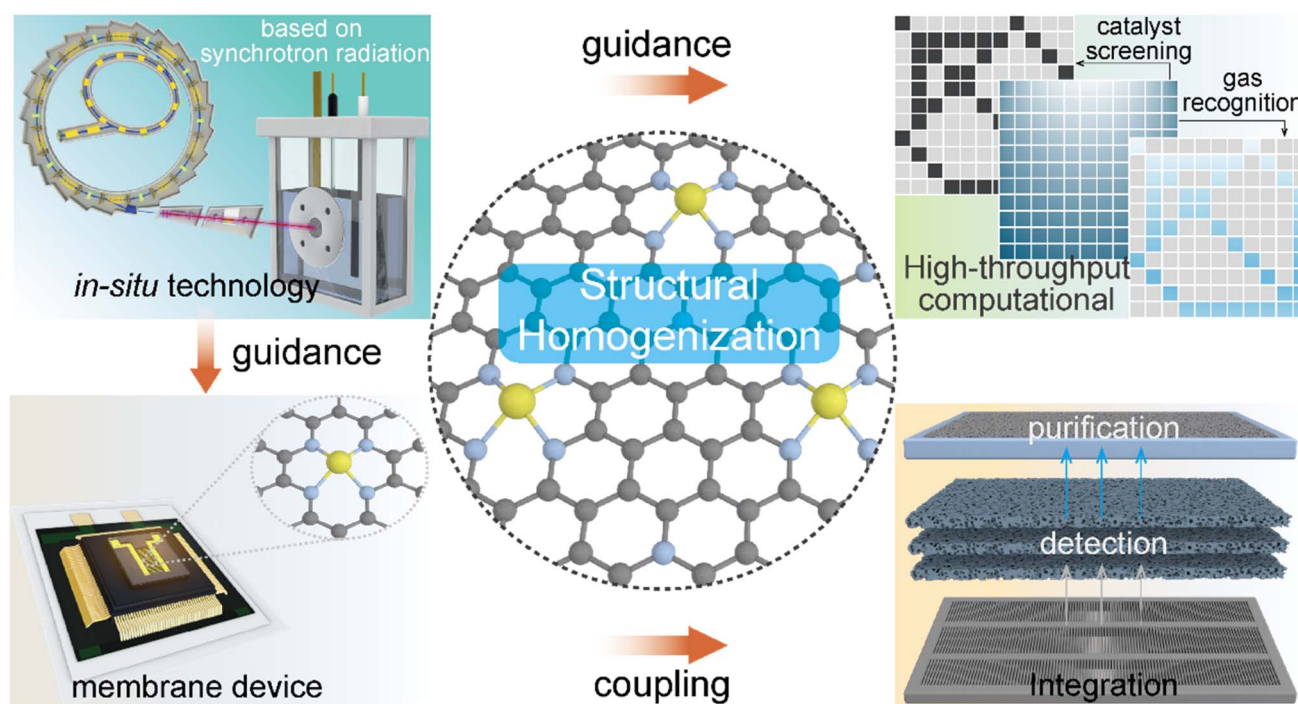 based on
synchrotron radiation
in-situ technology
guidance
guidance
catalyst
screening
gas
recognition
High-throughput
computational
Structural
Homogenization
membrane device
coupling
purification
detection
Integration